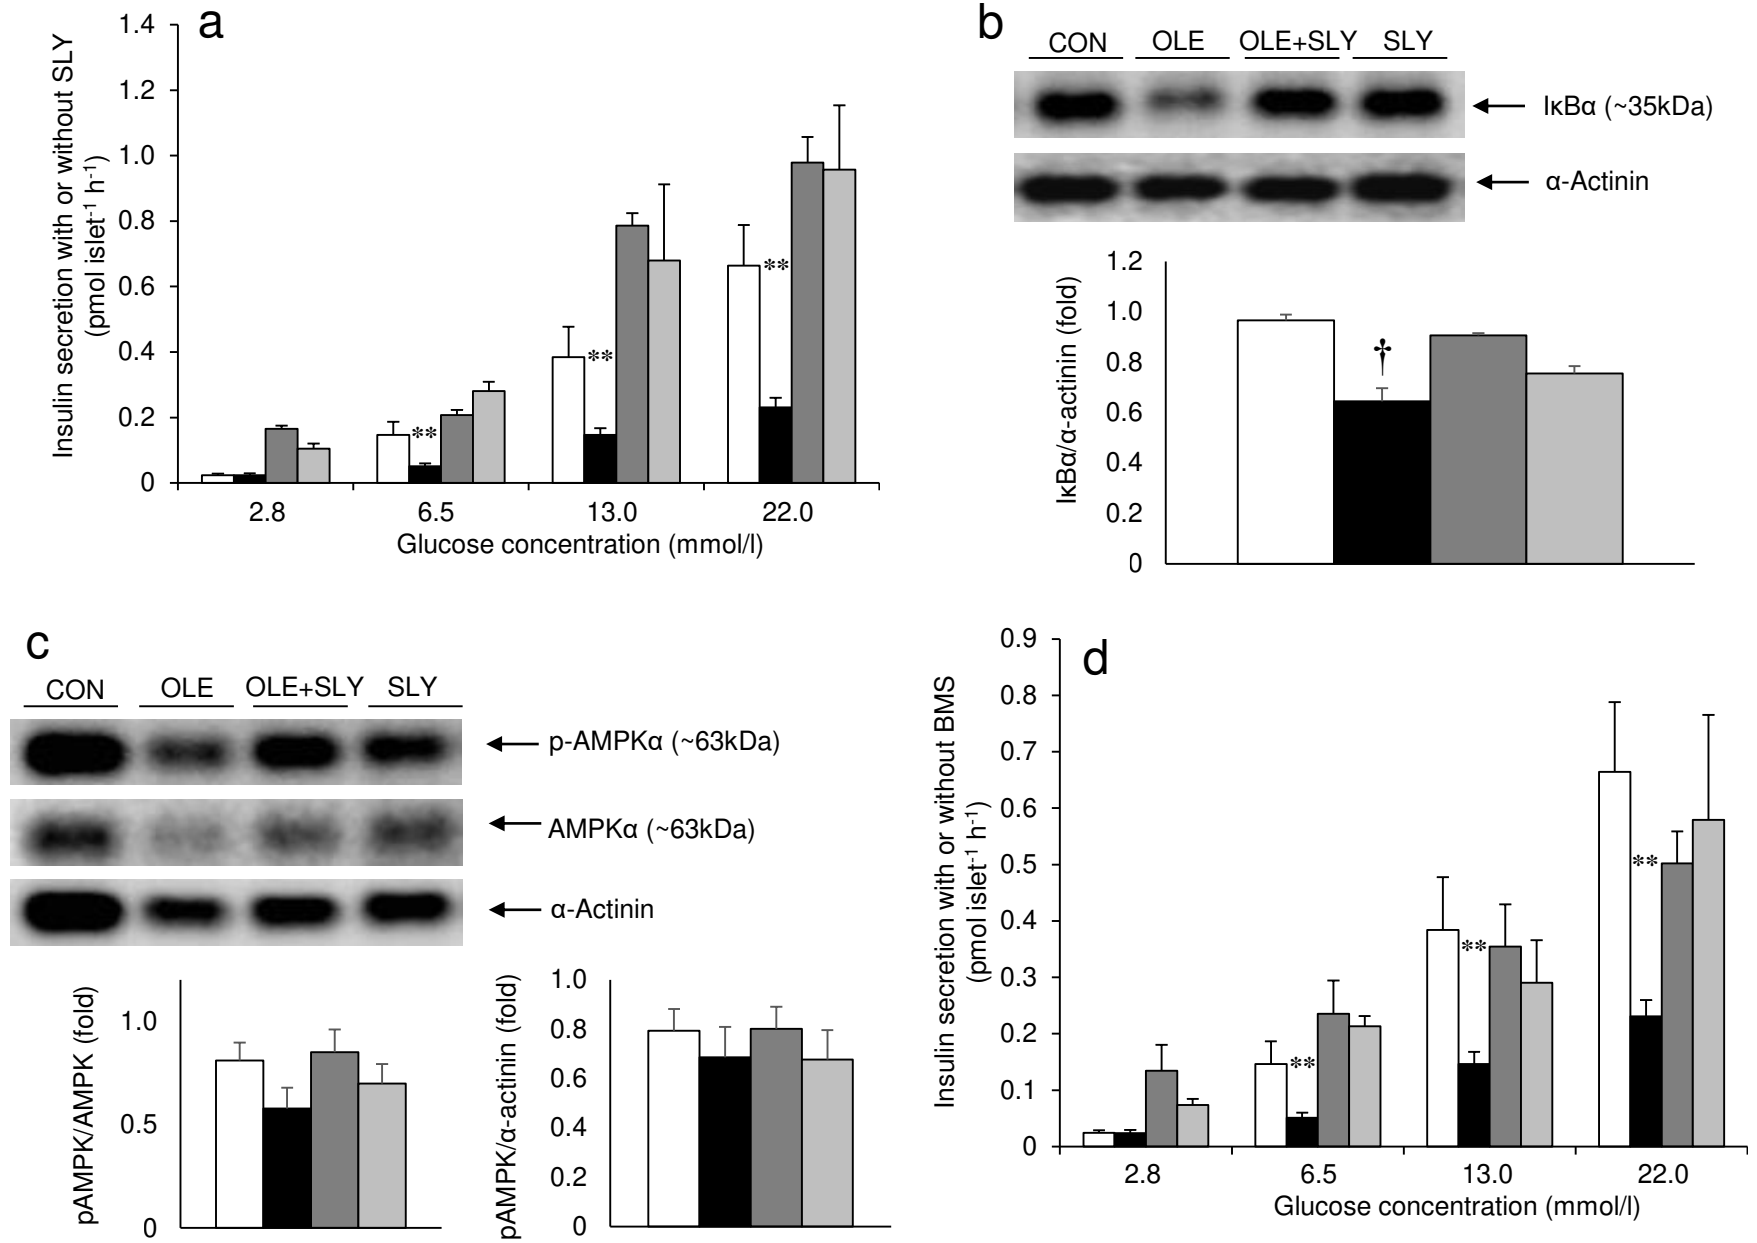 a
Insulin secretion with or without SLY
(pmol islet⁻¹ h⁻¹)
1.4
1.2
1.0
0.8
0.6
0.4
0.2
0
**
**
**
2.8 6.5 13.0 22.0
Glucose concentration (mmol/l)
b
CON OLE OLE+SLY SLY
IκBα (~35kDa)
α-Actinin
IκBα/α-actinin (fold)
1.2
1.0
0.8
0.6
0.4
0.2
0
†
c
CON OLE OLE+SLY SLY
p-AMPKα (~63kDa)
AMPKα (~63kDa)
α-Actinin
pAMPK/AMPK (fold)
1.0
0.5
0
pAMPK/α-actinin (fold)
1.0
0.8
0.6
0.4
0.2
0
d
Insulin secretion with or without BMS
(pmol islet⁻¹ h⁻¹)
0.9
0.8
0.7
0.6
0.5
0.4
0.3
0.2
0.1
0
**
**
**
2.8 6.5 13.0 22.0
Glucose concentration (mmol/l)